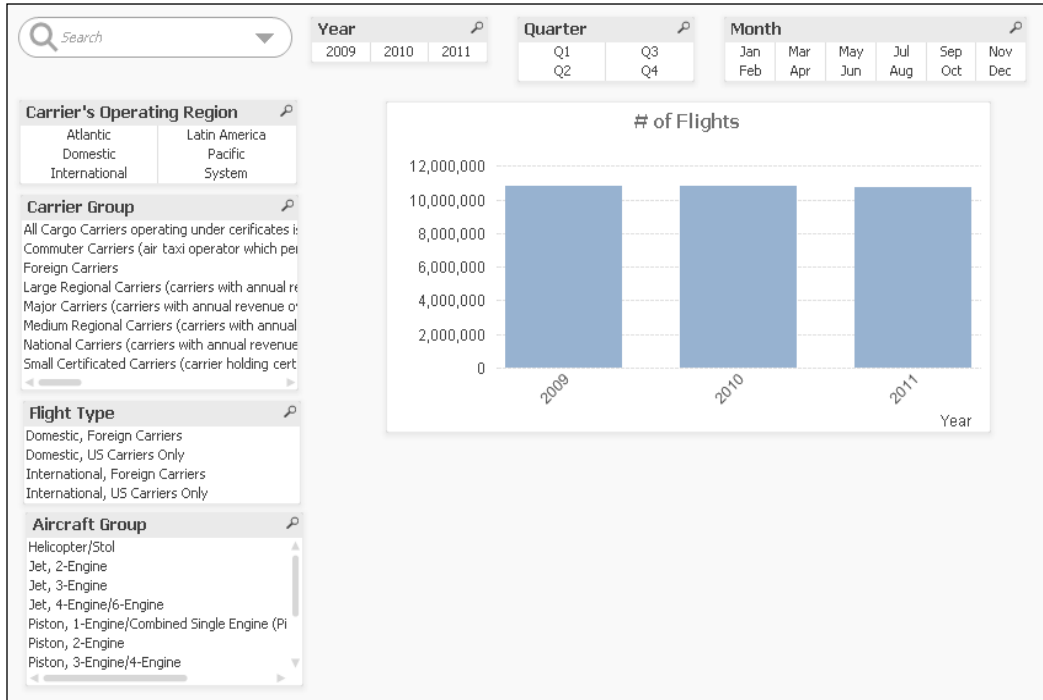 Search
Year
2009 2010 2011
Quarter
Q1 Q3
Q2 Q4
Month
Jan Mar May Jul Sep Nov
Feb Apr Jun Aug Oct Dec
Carrier's Operating Region
Atlantic Latin America
Domestic Pacific
International System
Carrier Group
All Cargo Carriers operating under cerificates is
Commuter Carriers (air taxi operator which per
Foreign Carriers
Large Regional Carriers (carriers with annual re
Major Carriers (carriers with annual revenue o
Medium Regional Carriers (carriers with annual
National Carriers (carriers with annual revenue
Small Certificated Carriers (carrier holding cert
Flight Type
Domestic, Foreign Carriers
Domestic, US Carriers Only
International, Foreign Carriers
International, US Carriers Only
Aircraft Group
Helicopter/Stol
Jet, 2-Engine
Jet, 3-Engine
Jet, 4-Engine/6-Engine
Piston, 1-Engine/Combined Single Engine (Pi
Piston, 2-Engine
Piston, 3-Engine/4-Engine
# of Flights
12,000,000
10,000,000
8,000,000
6,000,000
4,000,000
2,000,000
0
2009 2010 2011
Year